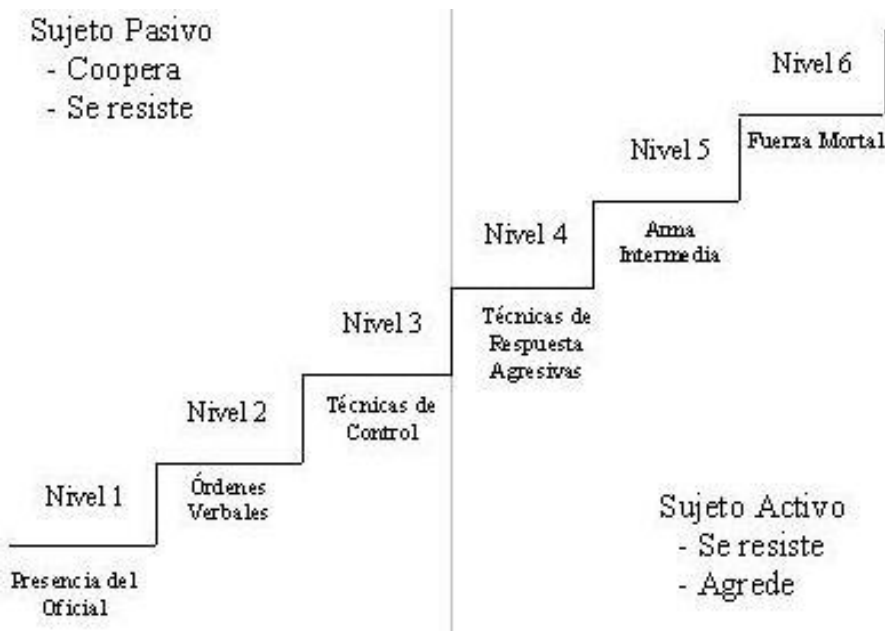 Sujeto Pasivo
- Coopera
- Se resiste
Nivel 1
Presencia del
Oficial
Nivel 2
Órdenes
Verbales
Nivel 3
Técnicas de
Control
Nivel 4
Técnicas de
Respuesta
Agresivas
Nivel 5
Arma
Intermedia
Nivel 6
Fuerza Mortal
Sujeto Activo
- Se resiste
- Agrede